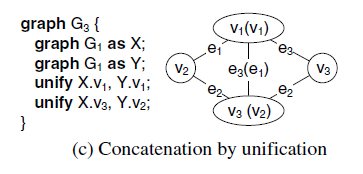 graph G₃ {
graph G₁ as X;
graph G₁ as Y;
unify X.v₁, Y.v₁;
unify X.v₃, Y.v₂;
}
v₁(v₁)
e₁
e₃
v₂
e₃(e₁)
v₃
e₂
e₂
v₃ (v₂)
(c) Concatenation by unification